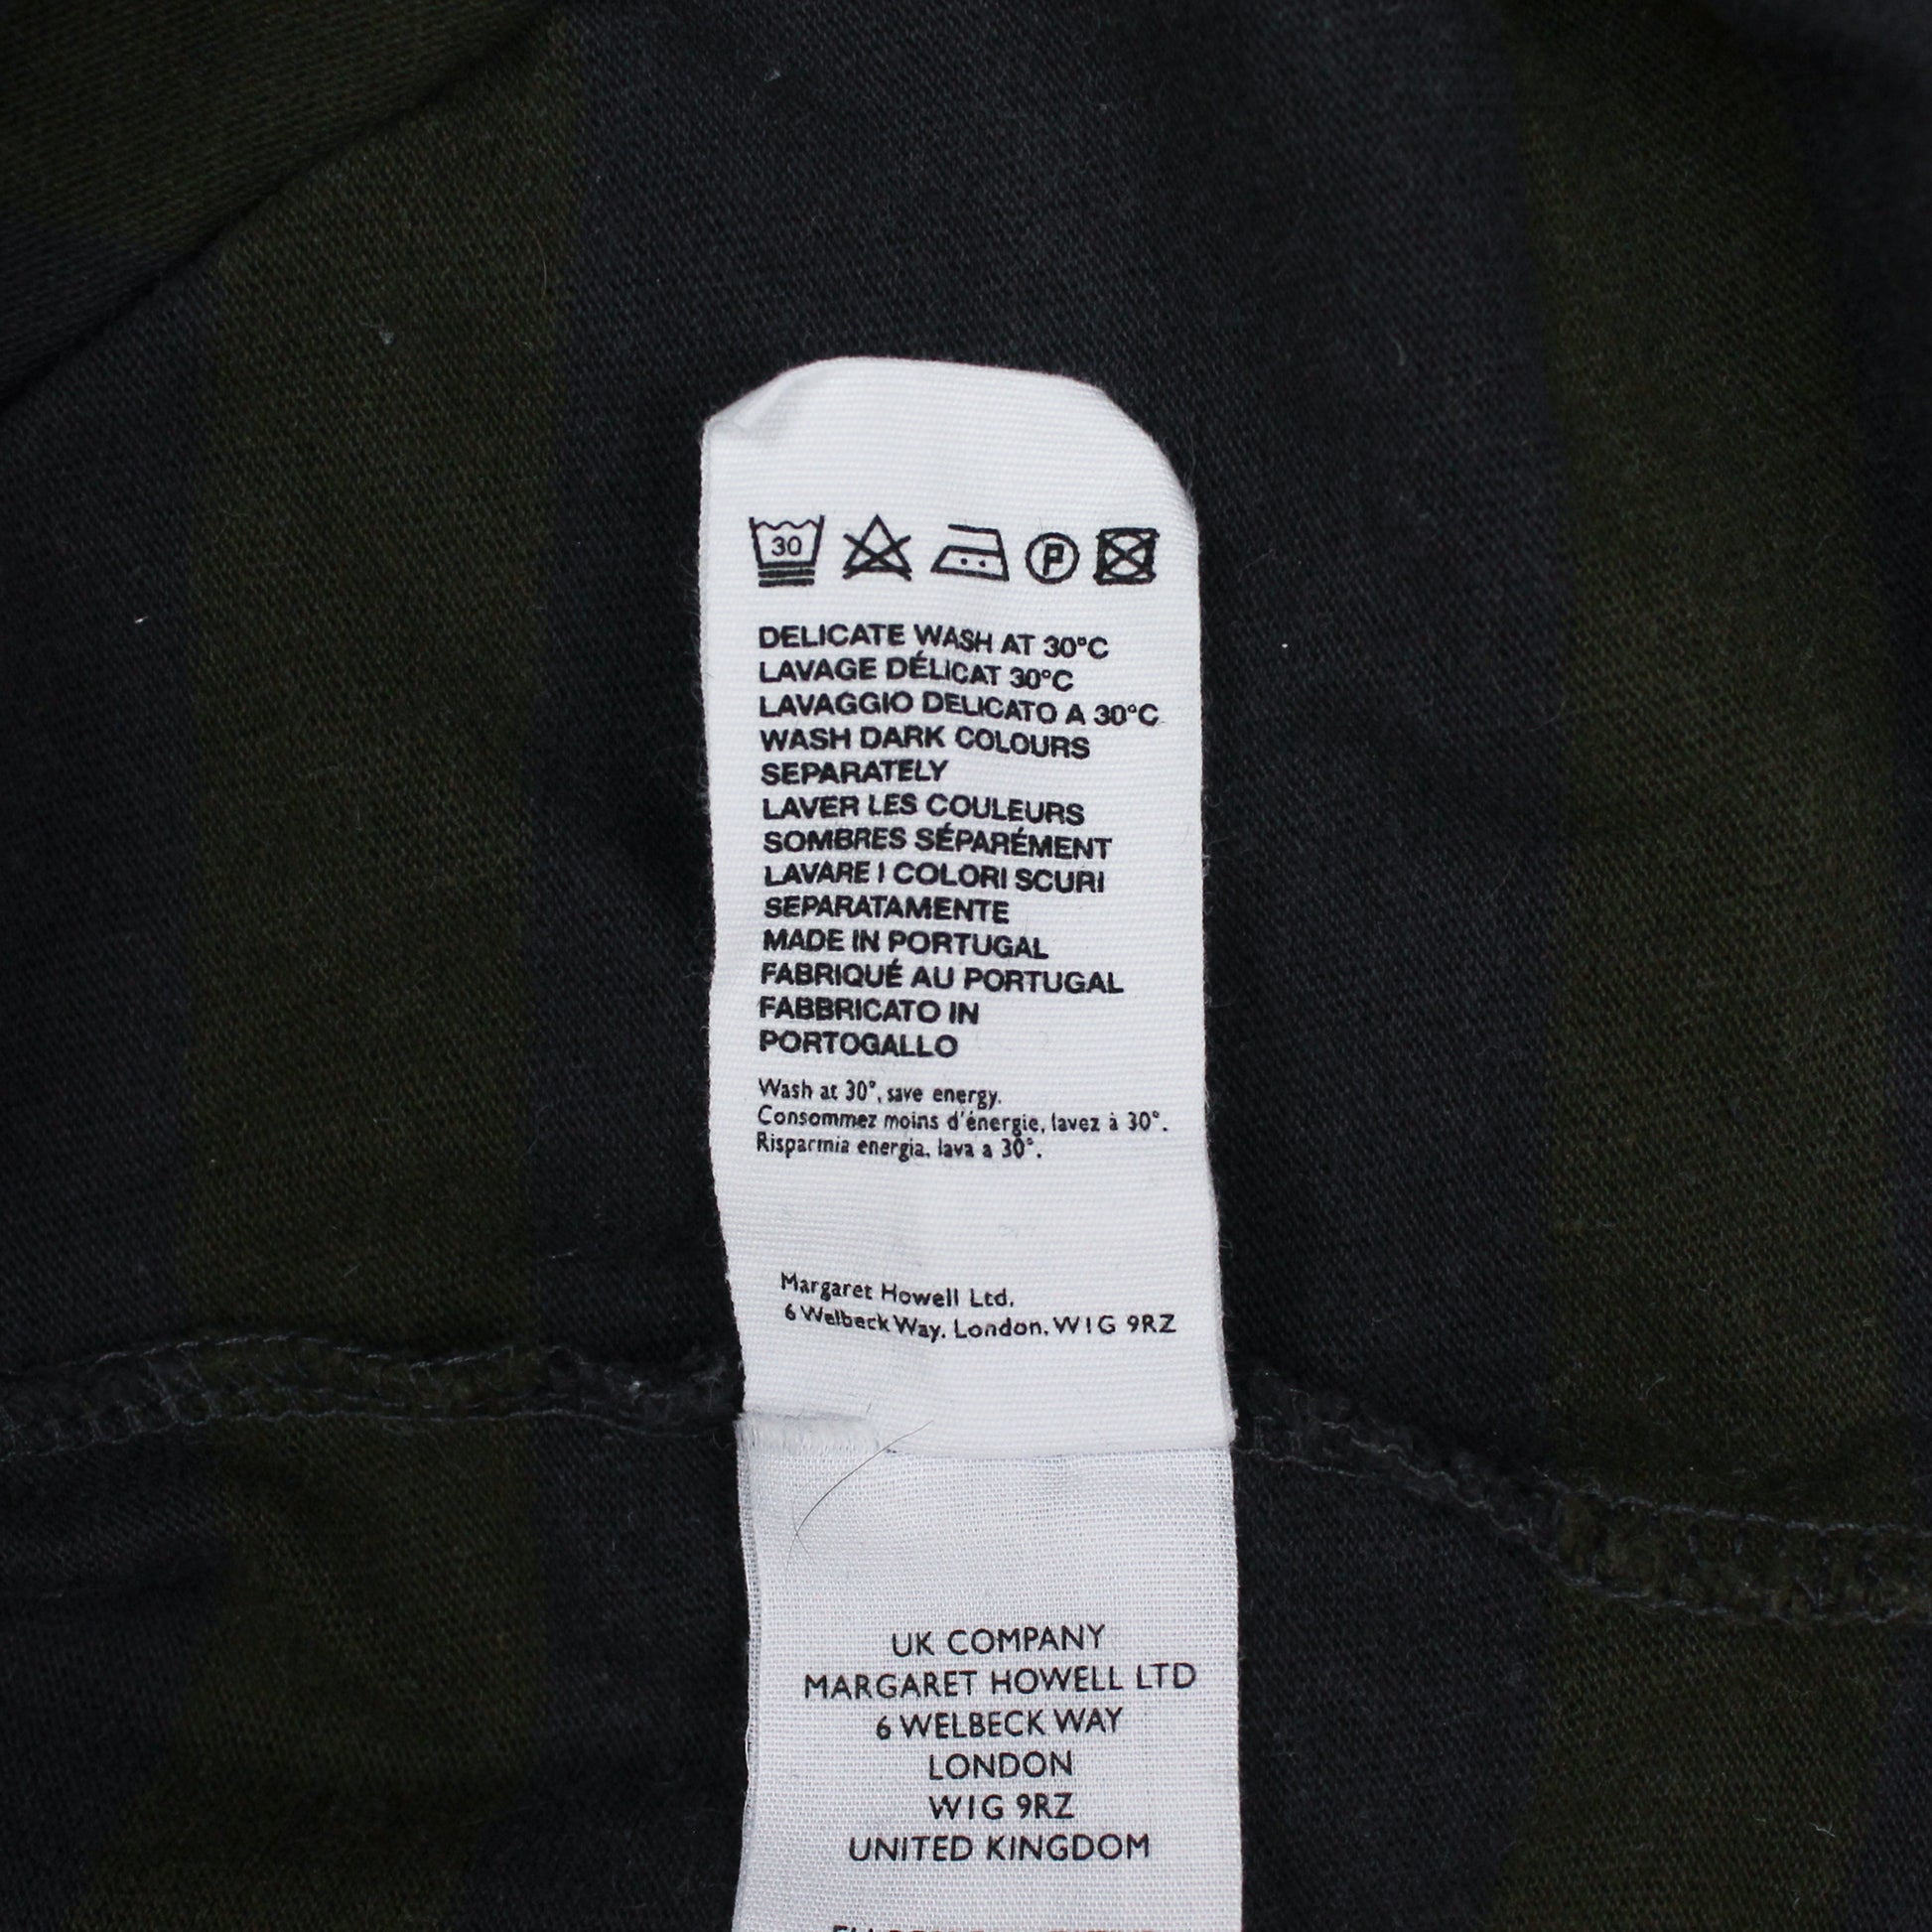 30
P
DELICATE WASH AT 30°C
LAVAGE DÉLICAT 30°C
LAVAGGIO DELICATO A 30°C
WASH DARK COLOURS
SEPARATELY
LAVER LES COULEURS
SOMBRES SÉPARÉMENT
LAVARE I COLORI SCURI
SEPARATAMENTE
MADE IN PORTUGAL
FABRIQUÉ AU PORTUGAL
FABBRICATO IN
PORTOGALLO
Wash at 30°, save energy.
Consommez moins d'énergie, lavez à 30°.
Risparmia energia, lava a 30°.
Margaret Howell Ltd.
6 Welbeck Way, London. W1G 9RZ
UK COMPANY
MARGARET HOWELL LTD
6 WELBECK WAY
LONDON
W1G 9RZ
UNITED KINGDOM